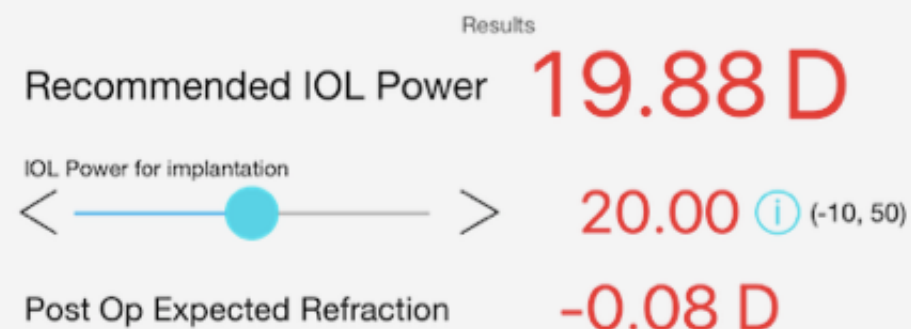 Results
Recommended IOL Power 19.88 D
IOL Power for implantation
< > 20.00 i (-10, 50)
Post Op Expected Refraction -0.08 D